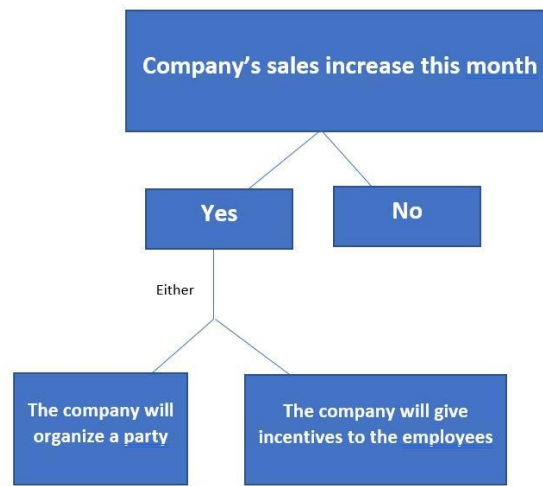 Company’s sales increase this month
Yes
No
Either
The company will
organize a party
The company will give
incentives to the employees